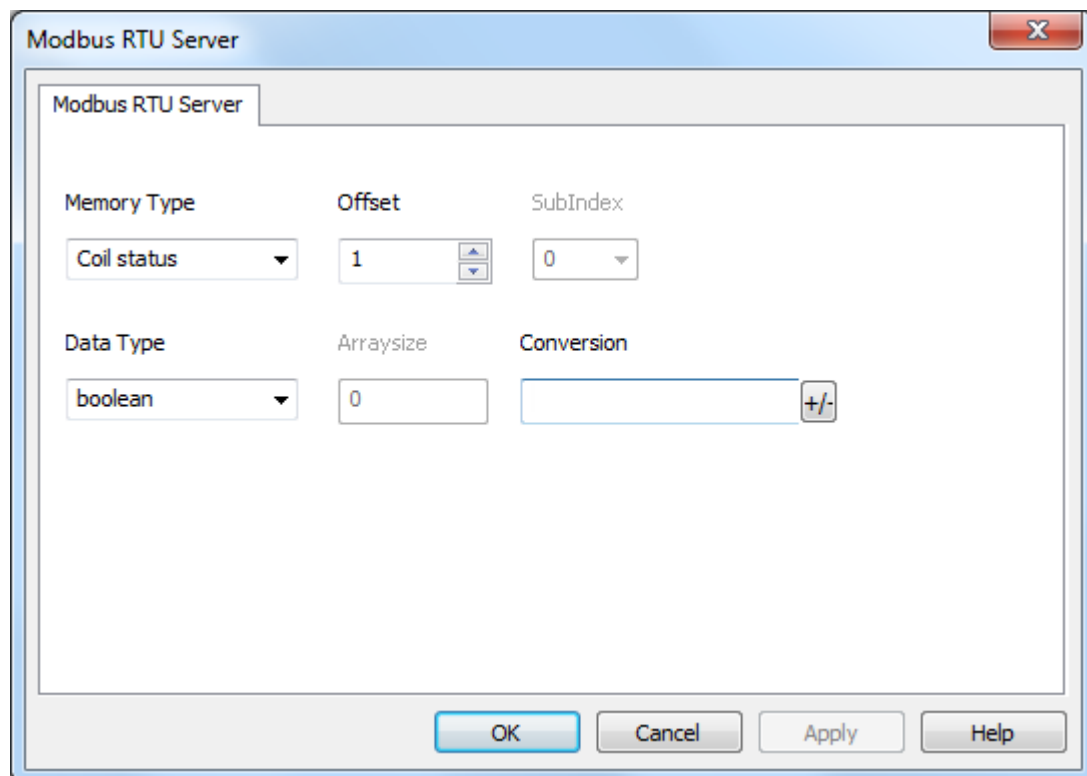 Modbus RTU Server
X
Modbus RTU Server
Memory Type Offset SubIndex
Coil status 1 0
Data Type Arraysize Conversion
boolean 0 +/-
OK Cancel Apply Help